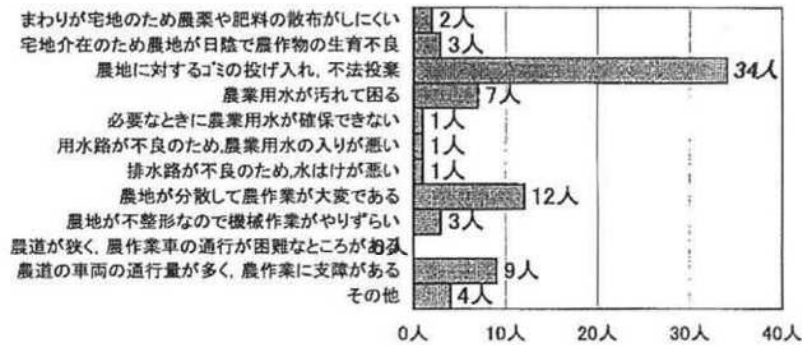 まわりが宅地のため農薬や肥料の散布がしにくい 2人
宅地介在のため農地が日陰で農作物の生育不良 3人
農地に対するゴミの投げ入れ, 不法投棄 34人
農業用水が汚れて困る 7人
必要なときに農業用水が確保できない 1人
用水路が不良のため,農業用水の入りが悪い 1人
排水路が不良のため,水はけが悪い 1人
農地が分散して農作業が大変である 12人
農地が不整形なので機械作業がやりずらい 3人
農道が狭く, 農作業車の通行が困難なところがある 0人
農道の車両の通行量が多く, 農作業に支障がある 9人
その他 4人
0人 10人 20人 30人 40人